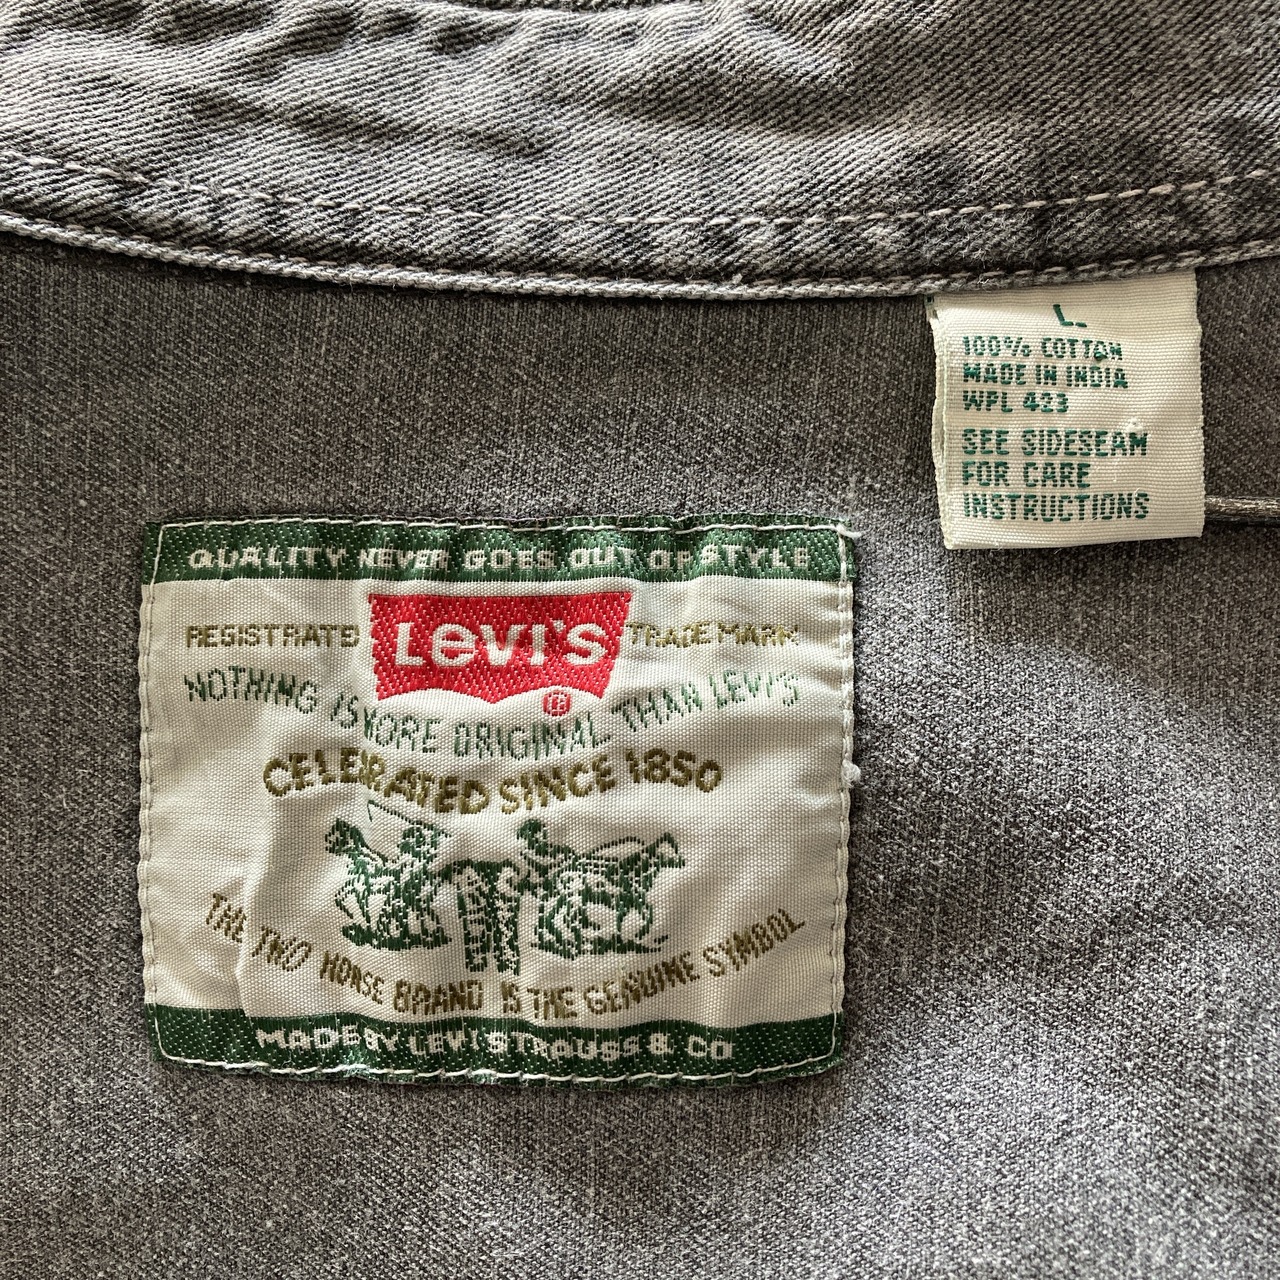 L.
100% COTTON
MADE IN INDIA
WPL 423
SEE SIDESEAM
FOR CARE
INSTRUCTIONS
QUALITY NEVER GOES OUT OF STYLE
REGISTRATD LEVI'S TRADE MARK
®
NOTHING IS MORE ORIGINAL THAN LEVI'S
CELEBRATED SINCE 1850
THE TWO HORSE BRAND IS THE GENUINE SYMBOL
MADE BY LEVI STRAUSS & CO